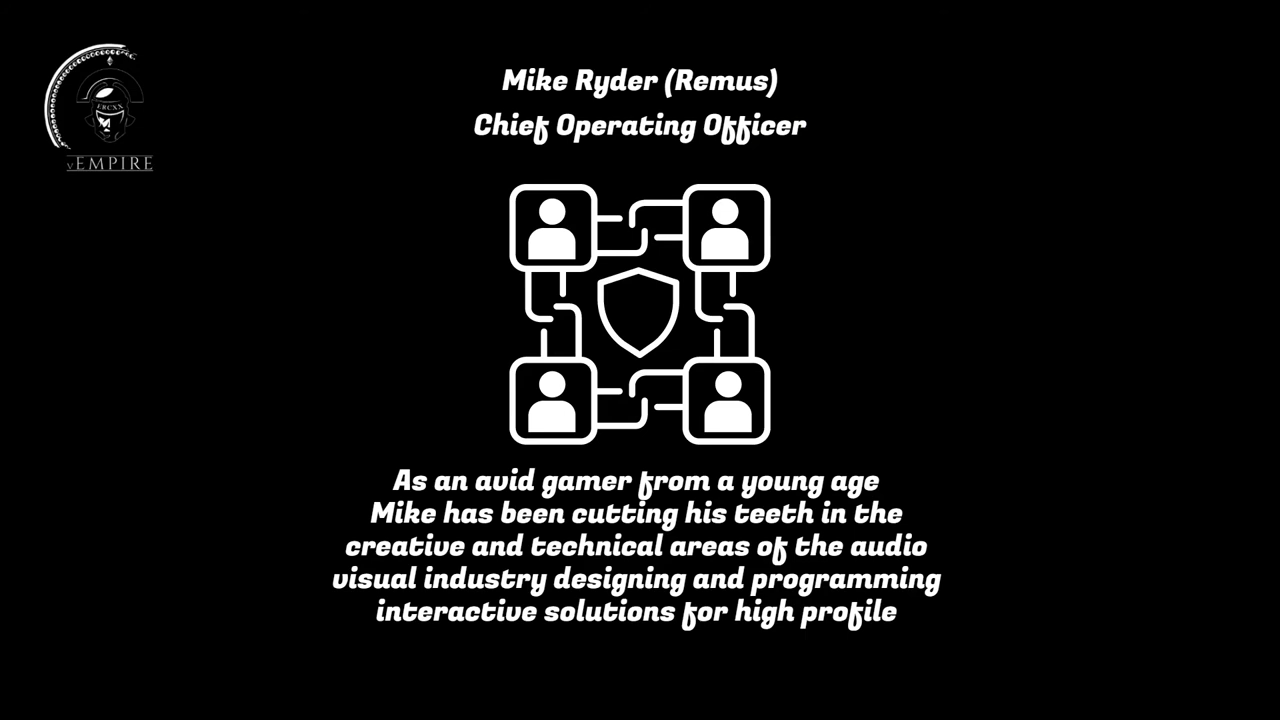 Mike Ryder (Remus)
Chief Operating Officer
vEMPIRE
As an avid gamer from a young age
Mike has been cutting his teeth in the
creative and technical areas of the audio
visual industry designing and programming
interactive solutions for high profile